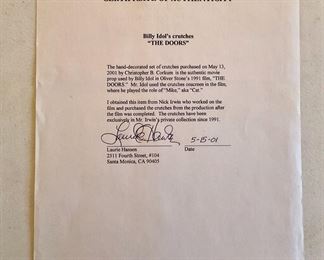 CERTIFICATE OF AUTHENTICITY
Billy Idol's crutches
"THE DOORS"
The hand-decorated set of crutches purchased on May 13,
2001 by Christopher B. Corkum is the authentic movie
prop used by Billy Idol in Oliver Stone's 1991 film, "THE
DOORS." Mr. Idol used the crutches onscreen in the film,
where he played the role of "Mike," aka "Cat."
I obtained this item from Nick Irwin who worked on the
film and purchased the crutches from the production after
the film was completed. The crutches have been
exclusively in Mr. Irwin's private collection since 1991.
5-15-01
Laurie Hanson Date
2311 Fourth Street, #104
Santa Monica, CA 90405